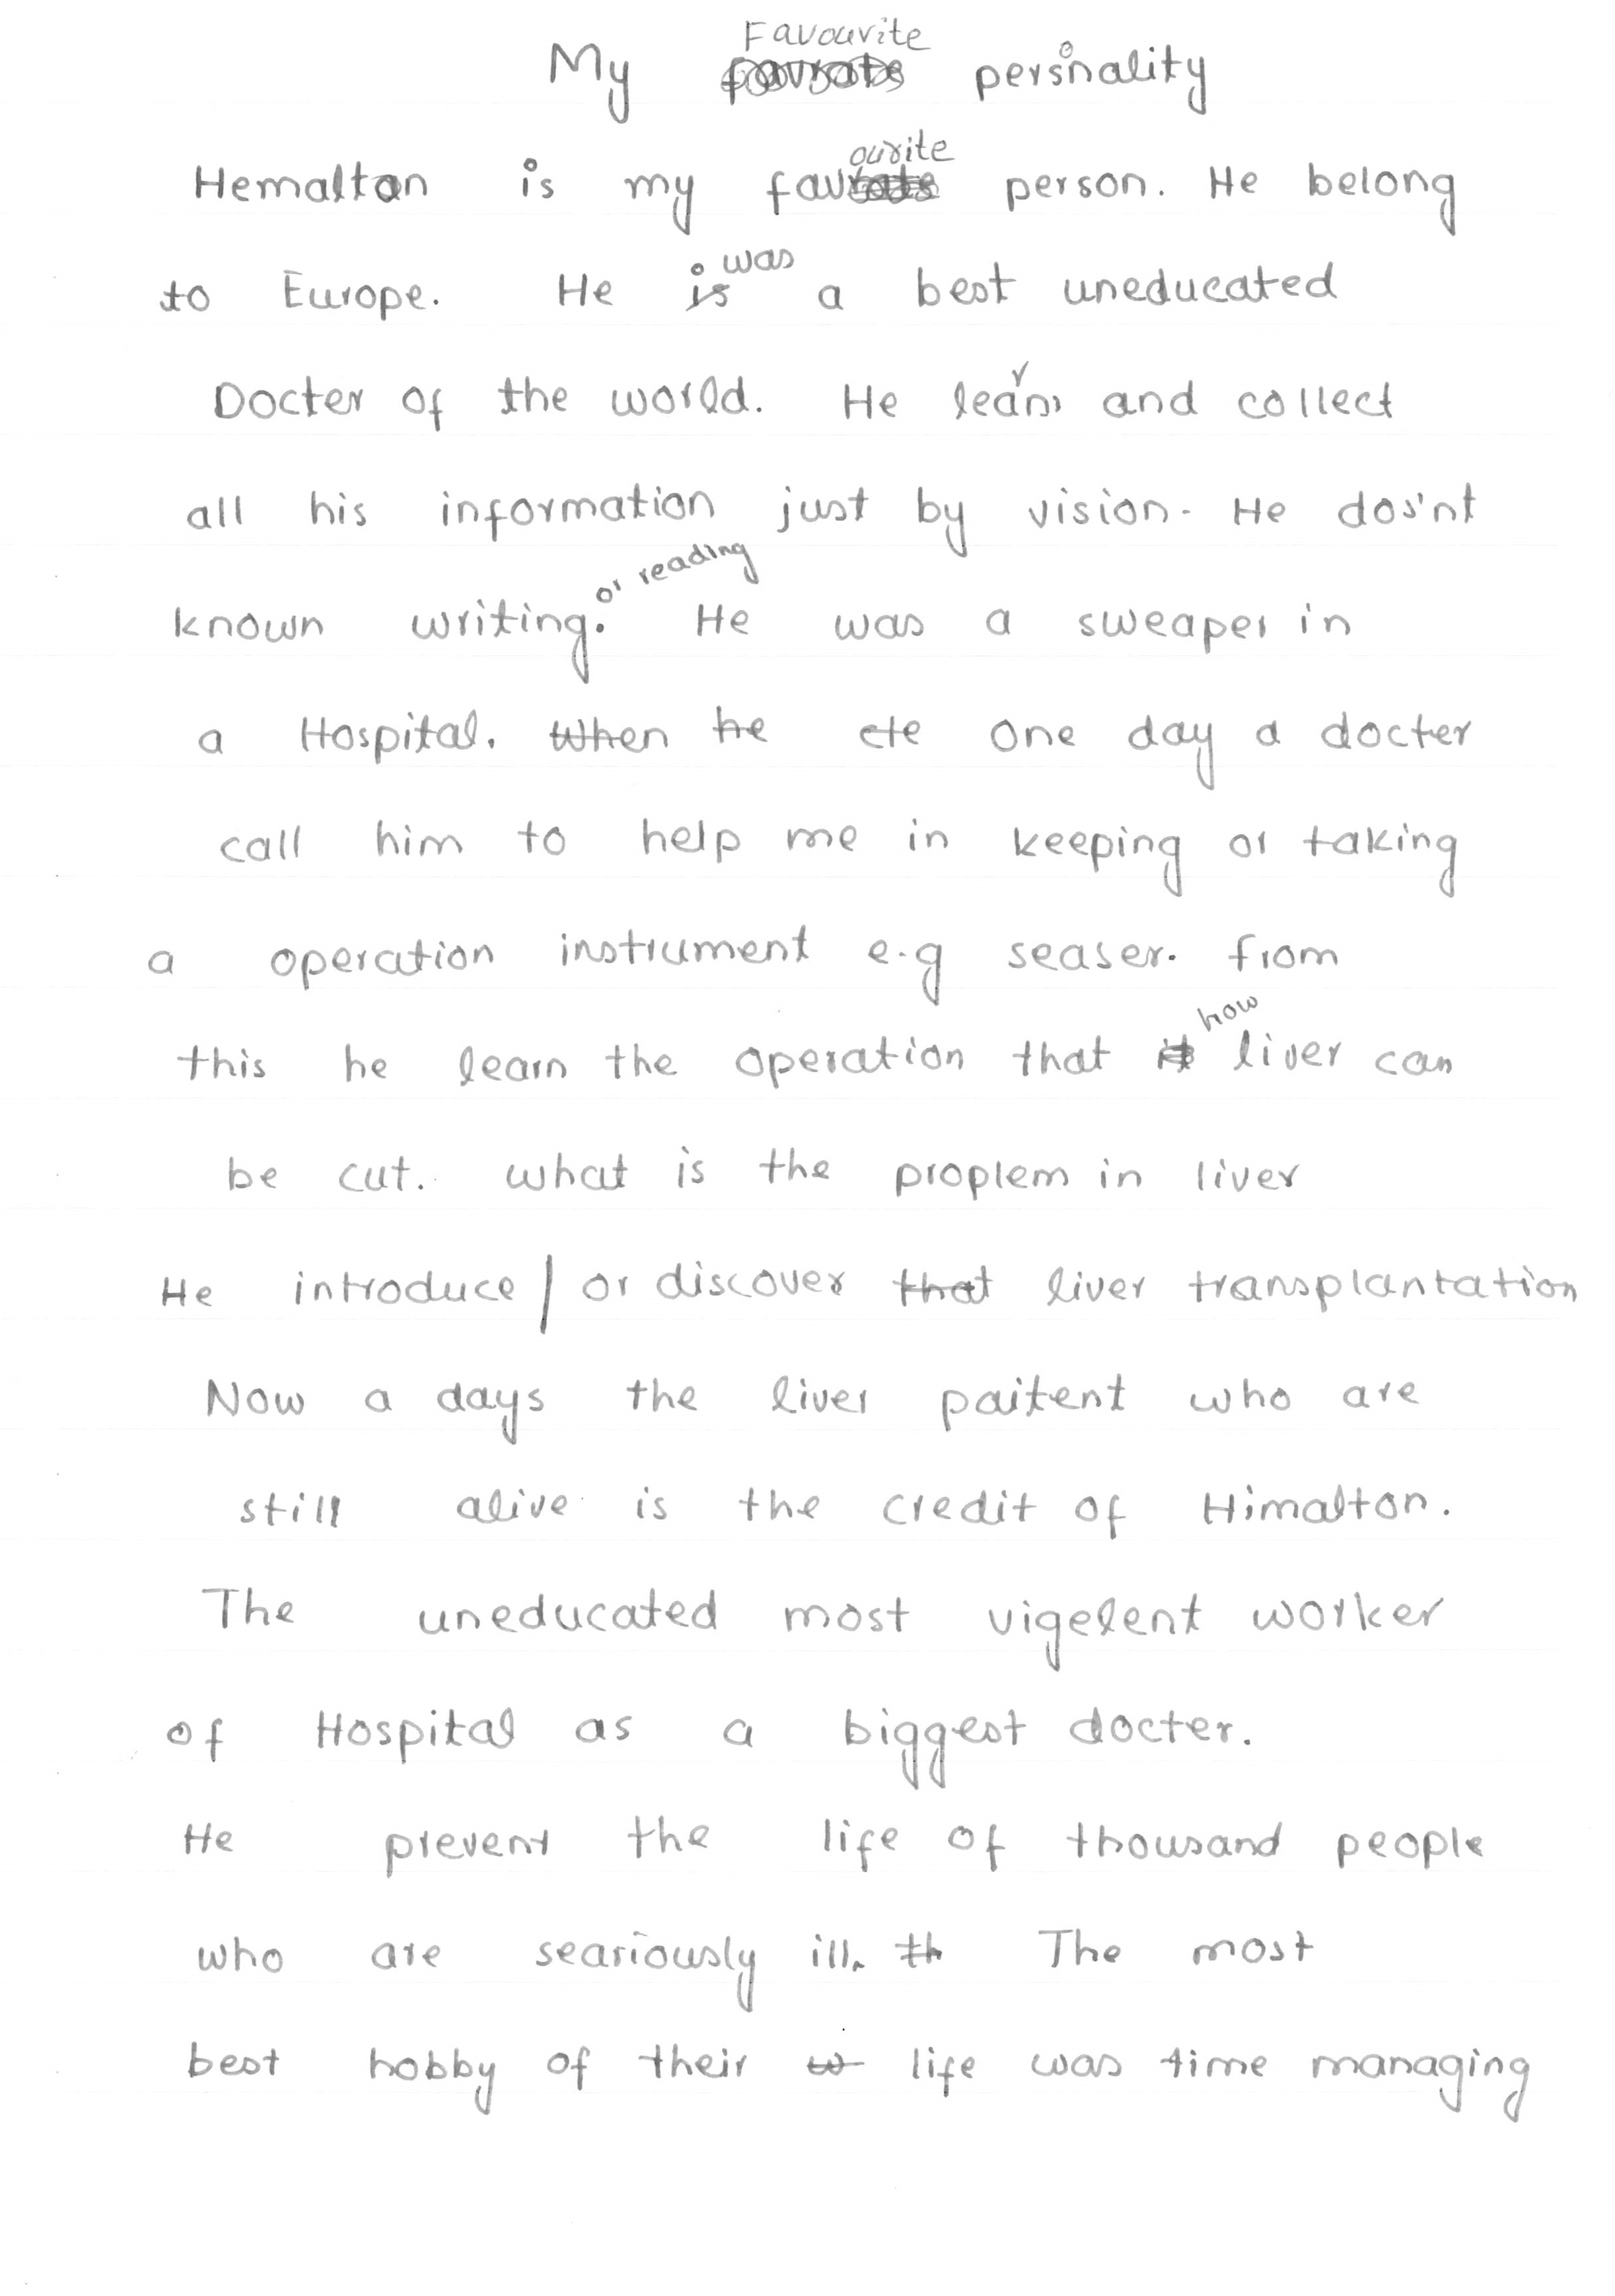 My Favourite personality
Hemaltan is my favourite person. He belong
to Europe. He was a best uneducated
Docter of the world. He learn and collect
all his information just by vision. He dos'nt
known writing or reading. He was a sweaper in
a Hospital. When he ete one day a docter
call him to help me in keeping or taking
a operation instrument e.g seaser. from
this he learn the operation that how liver can
be cut. what is the proplem in liver
He introduce / or discover that liver transplantation
Now a days the liver paitent who are
still alive is the credit of Himalton.
The uneducated most vigelent worker
of Hospital as a biggest docter.
He prevent the life of thousand people
who are seariously ill. th The most
best hobby of their w life was time managing